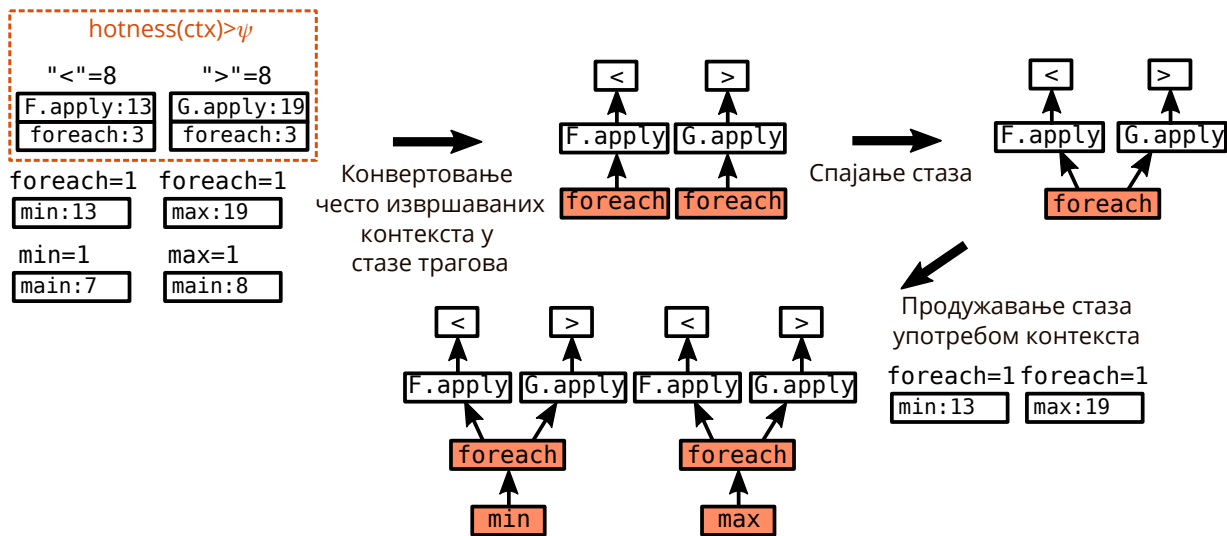 hotness(ctx)>ψ
"<"=8 ">"=8
F.apply:13 G.apply:19
foreach:3 foreach:3
foreach=1 foreach=1
min:13 max:19
min=1 max=1
main:7 main:8
Конвертовање
често извршаваних
контекста у
стазе трагова
< >
F.apply G.apply
foreach foreach
Спајање стаза
< >
F.apply G.apply
foreach
Продужавање стаза
употребом контекста
foreach=1 foreach=1
min:13 max:19
< > < >
F.apply G.apply F.apply G.apply
foreach foreach
min max